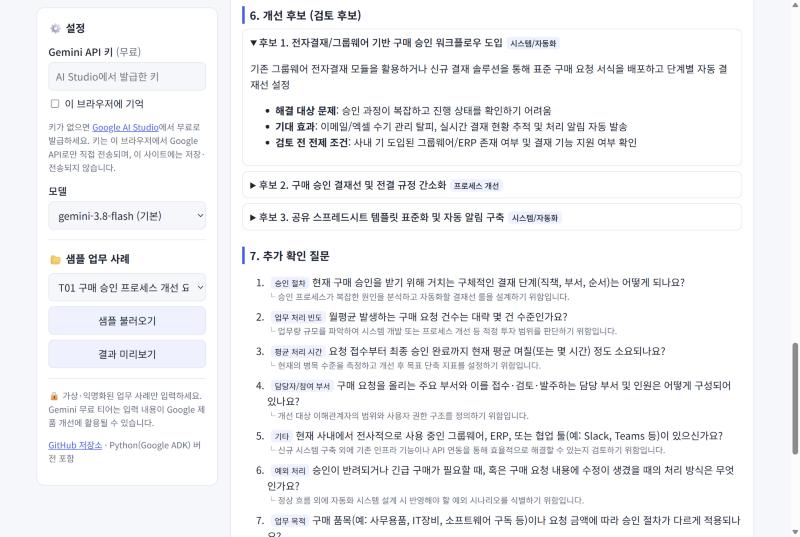 ⚙️ 설정
Gemini API 키 (무료)
AI Studio에서 발급한 키
이 브라우저에 기억
키가 없으면 Google AI Studio에서 무료로
발급하세요. 키는 이 브라우저에서 Google
API로만 직접 전송되며, 이 사이트에는 저장·
전송되지 않습니다.
모델
gemini-3.8-flash (기본)
📁 샘플 업무 사례
T01 구매 승인 프로세스 개선 요
샘플 불러오기
결과 미리보기
🔒 가상·익명화된 업무 사례만 입력하세요.
Gemini 무료 티어는 입력 내용이 Google 제
품 개선에 활용될 수 있습니다.
GitHub 저장소 · Python(Google ADK) 버
전 포함
6. 개선 후보 (검토 후보)
▼후보 1. 전자결재/그룹웨어 기반 구매 승인 워크플로우 도입 시스템/자동화
기존 그룹웨어 전자결재 모듈을 활용하거나 신규 결재 솔루션을 통해 표준 구매 요청 서식을 배포하고 단계별 자동 결
재선 설정
• 해결 대상 문제: 승인 과정이 복잡하고 진행 상태를 확인하기 어려움
• 기대 효과: 이메일/엑셀 수기 관리 탈피, 실시간 결재 현황 추적 및 처리 알림 자동 발송
• 검토 전 전제 조건: 사내 기 도입된 그룹웨어/ERP 존재 여부 및 결재 기능 지원 여부 확인
▶후보 2. 구매 승인 결재선 및 전결 규정 간소화 프로세스 개선
▶후보 3. 공유 스프레드시트 템플릿 표준화 및 자동 알림 구축 시스템/자동화
7. 추가 확인 질문
1. 승인 절차 현재 구매 승인을 받기 위해 거치는 구체적인 결재 단계(직책, 부서, 순서)는 어떻게 되나요?
└ 승인 프로세스가 복잡한 원인을 분석하고 자동화할 결재선 룰을 설계하기 위함입니다.
2. 업무 처리 빈도 월평균 발생하는 구매 요청 건수는 대략 몇 건 수준인가요?
└ 업무량 규모를 파악하여 시스템 개발 또는 프로세스 개선 등 적정 투자 범위를 판단하기 위함입니다.
3. 평균 처리 시간 요청 접수부터 최종 승인 완료까지 현재 평균 며칠(또는 몇 시간) 정도 소요되나요?
└ 현재의 병목 수준을 측정하고 개선 후 목표 단축 지표를 설정하기 위함입니다.
4. 담당자/참여 부서 구매 요청을 올리는 주요 부서와 이를 접수·검토·발주하는 담당 부서 및 인원은 어떻게 구성되어
있나요?
└ 개선 대상 이해관계자의 범위와 사용자 권한 구조를 정의하기 위함입니다.
5. 기타 현재 사내에서 전사적으로 사용 중인 그룹웨어, ERP, 또는 협업 툴(예: Slack, Teams 등)이 있으신가요?
└ 신규 시스템 구축 외에 기존 인프라 기능이나 API 연동을 통해 효율적으로 해결할 수 있는지 검토하기 위함입니다.
6. 예외 처리 승인이 반려되거나 긴급 구매가 필요할 때, 혹은 구매 요청 내용에 수정이 생겼을 때의 처리 방식은 무엇
인가요?
└ 정상 흐름 외에 자동화 시스템 설계 시 반영해야 할 예외 시나리오를 식별하기 위함입니다.
7. 업무 목적 구매 품목(예: 사무용품, IT장비, 소프트웨어 구독 등)이나 요청 금액에 따라 승인 절차가 다르게 적용되나
요?